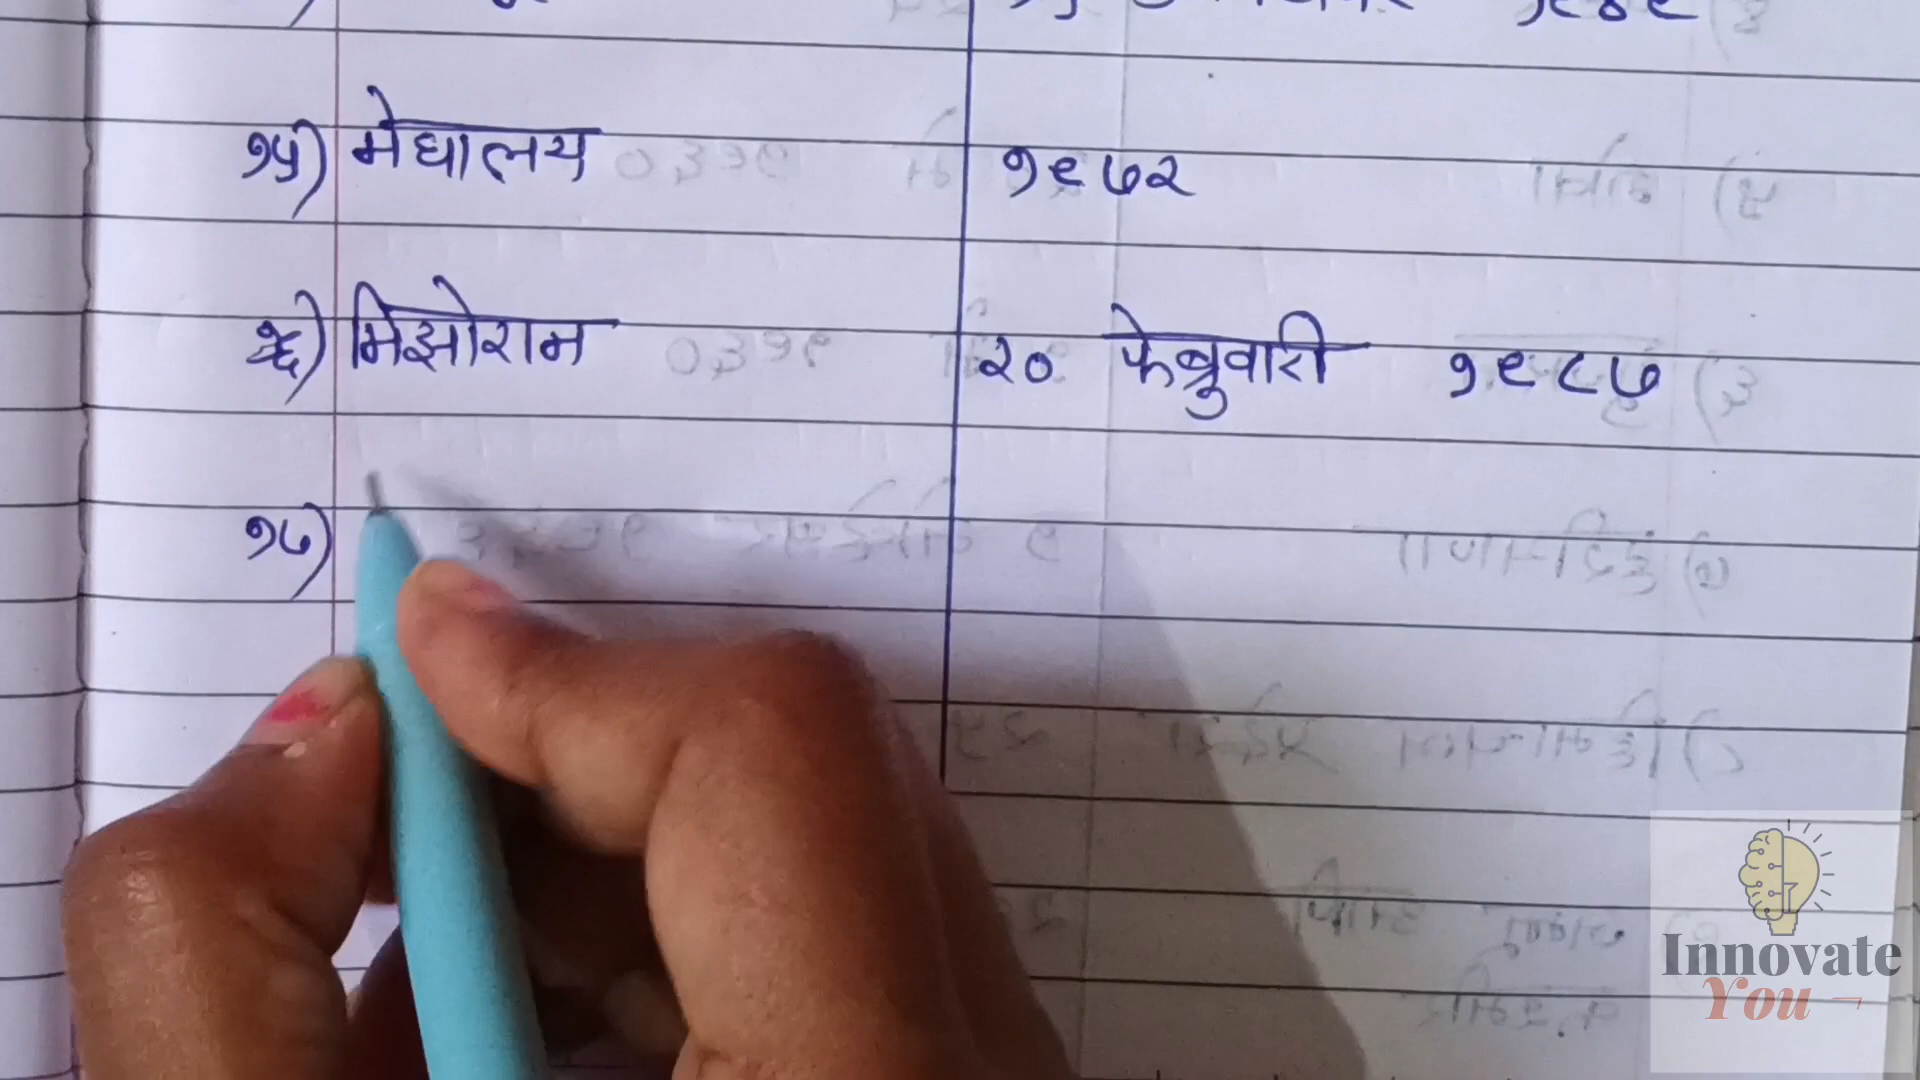 १५) मेघालय १९७२
१६) मिझोराम २० फेब्रुवारी १९८७
१७)
Innovate
You